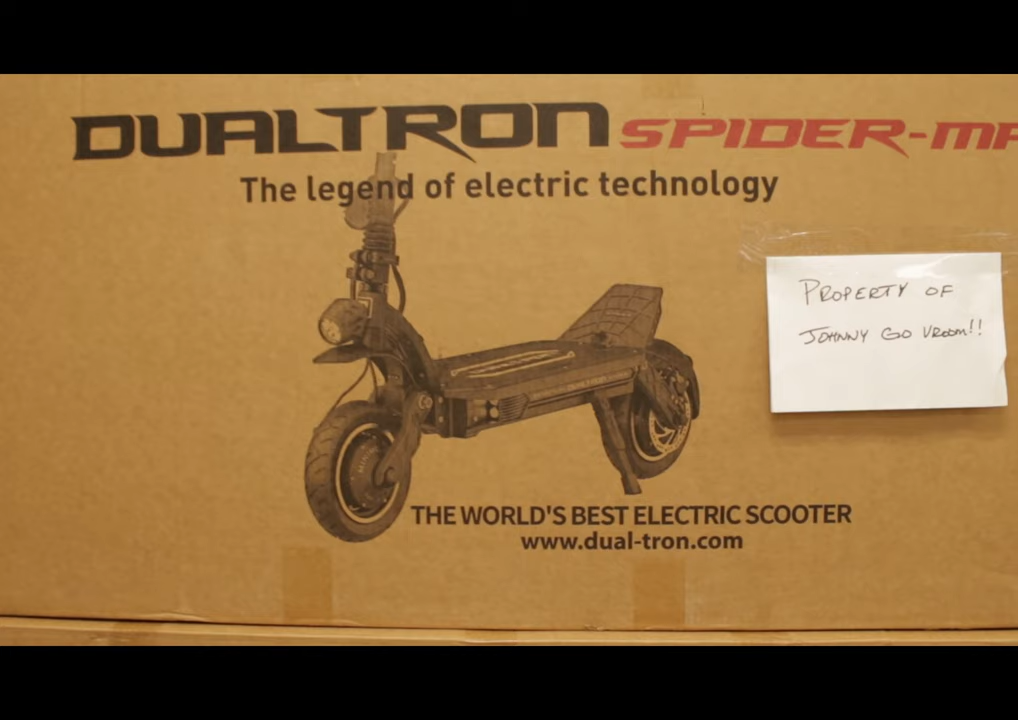 DUALTRON SPIDER-MA
The legend of electric technology
PROPERTY OF
JOHNNY GO VROOM!!
THE WORLD'S BEST ELECTRIC SCOOTER
www.dual-tron.com